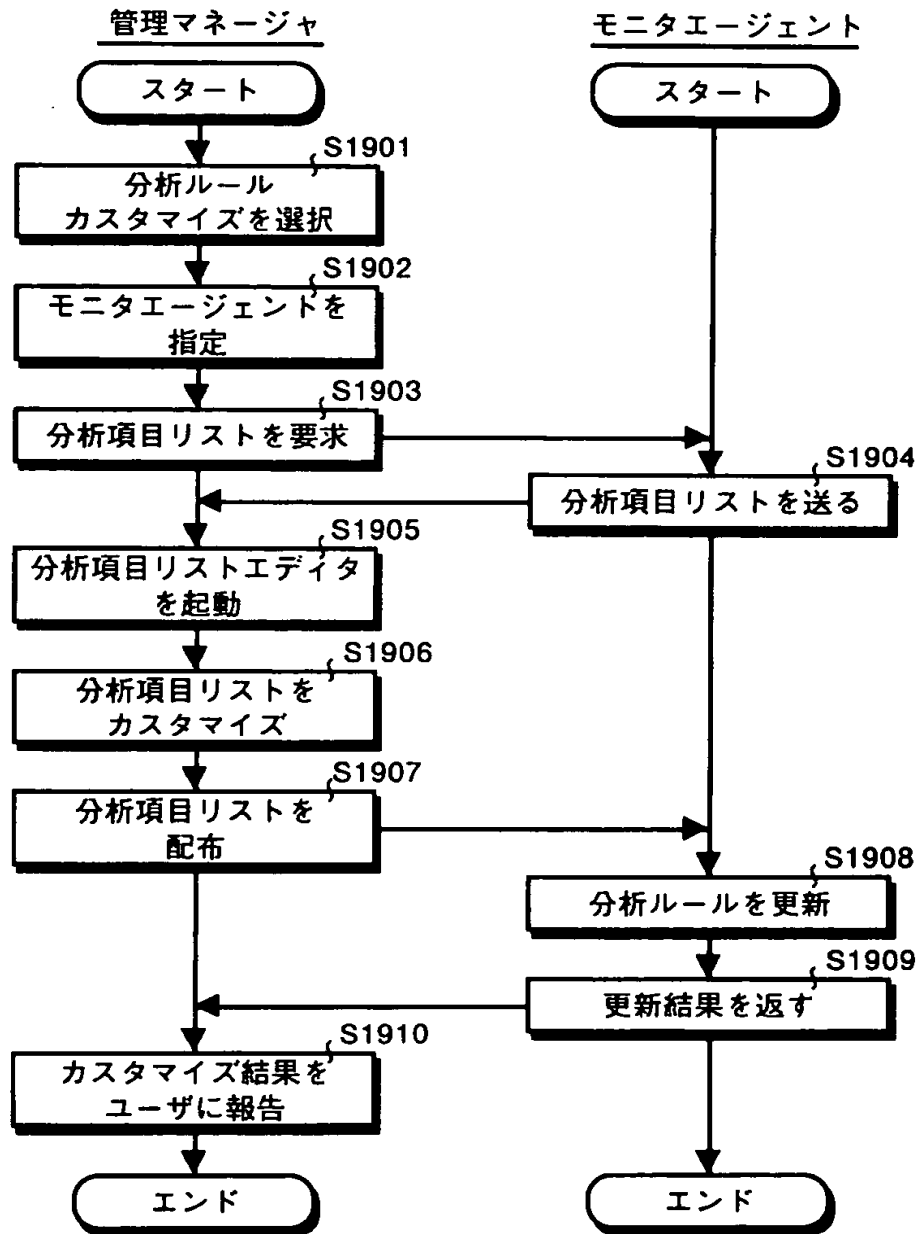 管理マネージャ
モニタエージェント
スタート
スタート
S1901
分析ルール
カスタマイズを選択
S1902
モニタエージェントを
指定
S1903
分析項目リストを要求
S1904
分析項目リストを送る
S1905
分析項目リストエディタ
を起動
S1906
分析項目リストを
カスタマイズ
S1907
分析項目リストを
配布
S1908
分析ルールを更新
S1909
更新結果を返す
S1910
カスタマイズ結果を
ユーザに報告
エンド
エンド